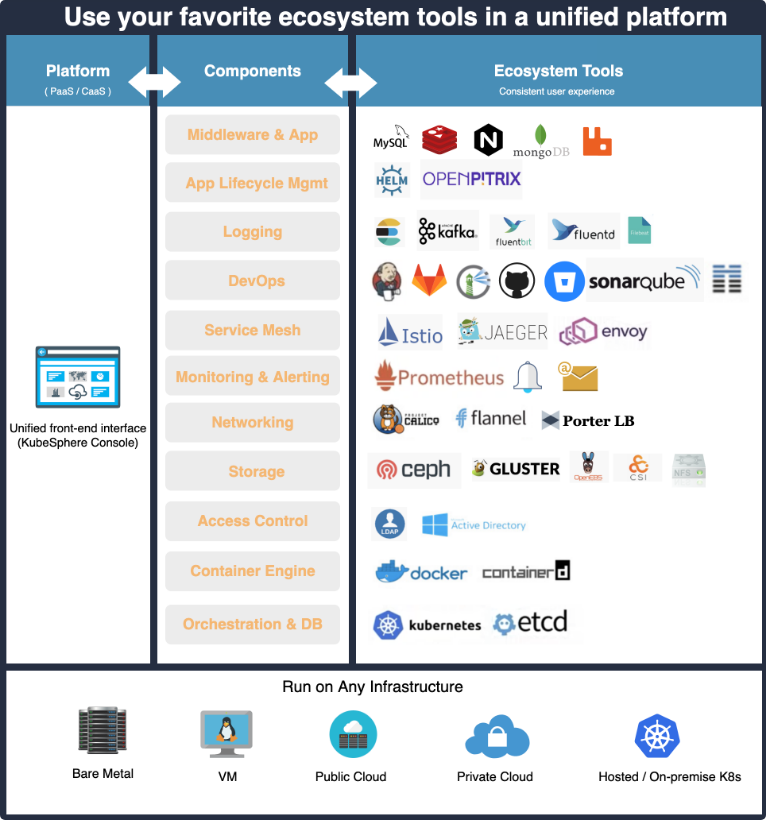 Use your favorite ecosystem tools in a unified platform
Platform
( PaaS / CaaS )
Components
Ecosystem Tools
Consistent user experience
Unified front-end interface
(KubeSphere Console)
Middleware & App
MySQL
N
mongoDB
App Lifecycle Mgmt
HELM
OPENPITRIX
Logging
kafka
fluentbit
fluentd
DevOps
sonarqube
Service Mesh
Istio
JAEGER
envoy
Monitoring & Alerting
Prometheus
@
Networking
PROJECT
CALICO
flannel
Porter LB
Storage
ceph
GLUSTER
OpenEBS
CSI
NFS
Access Control
LDAP
Active Directory
Container Engine
docker
containerd
Orchestration & DB
kubernetes
etcd
Run on Any Infrastructure
Bare Metal
VM
Public Cloud
Private Cloud
Hosted / On-premise K8s